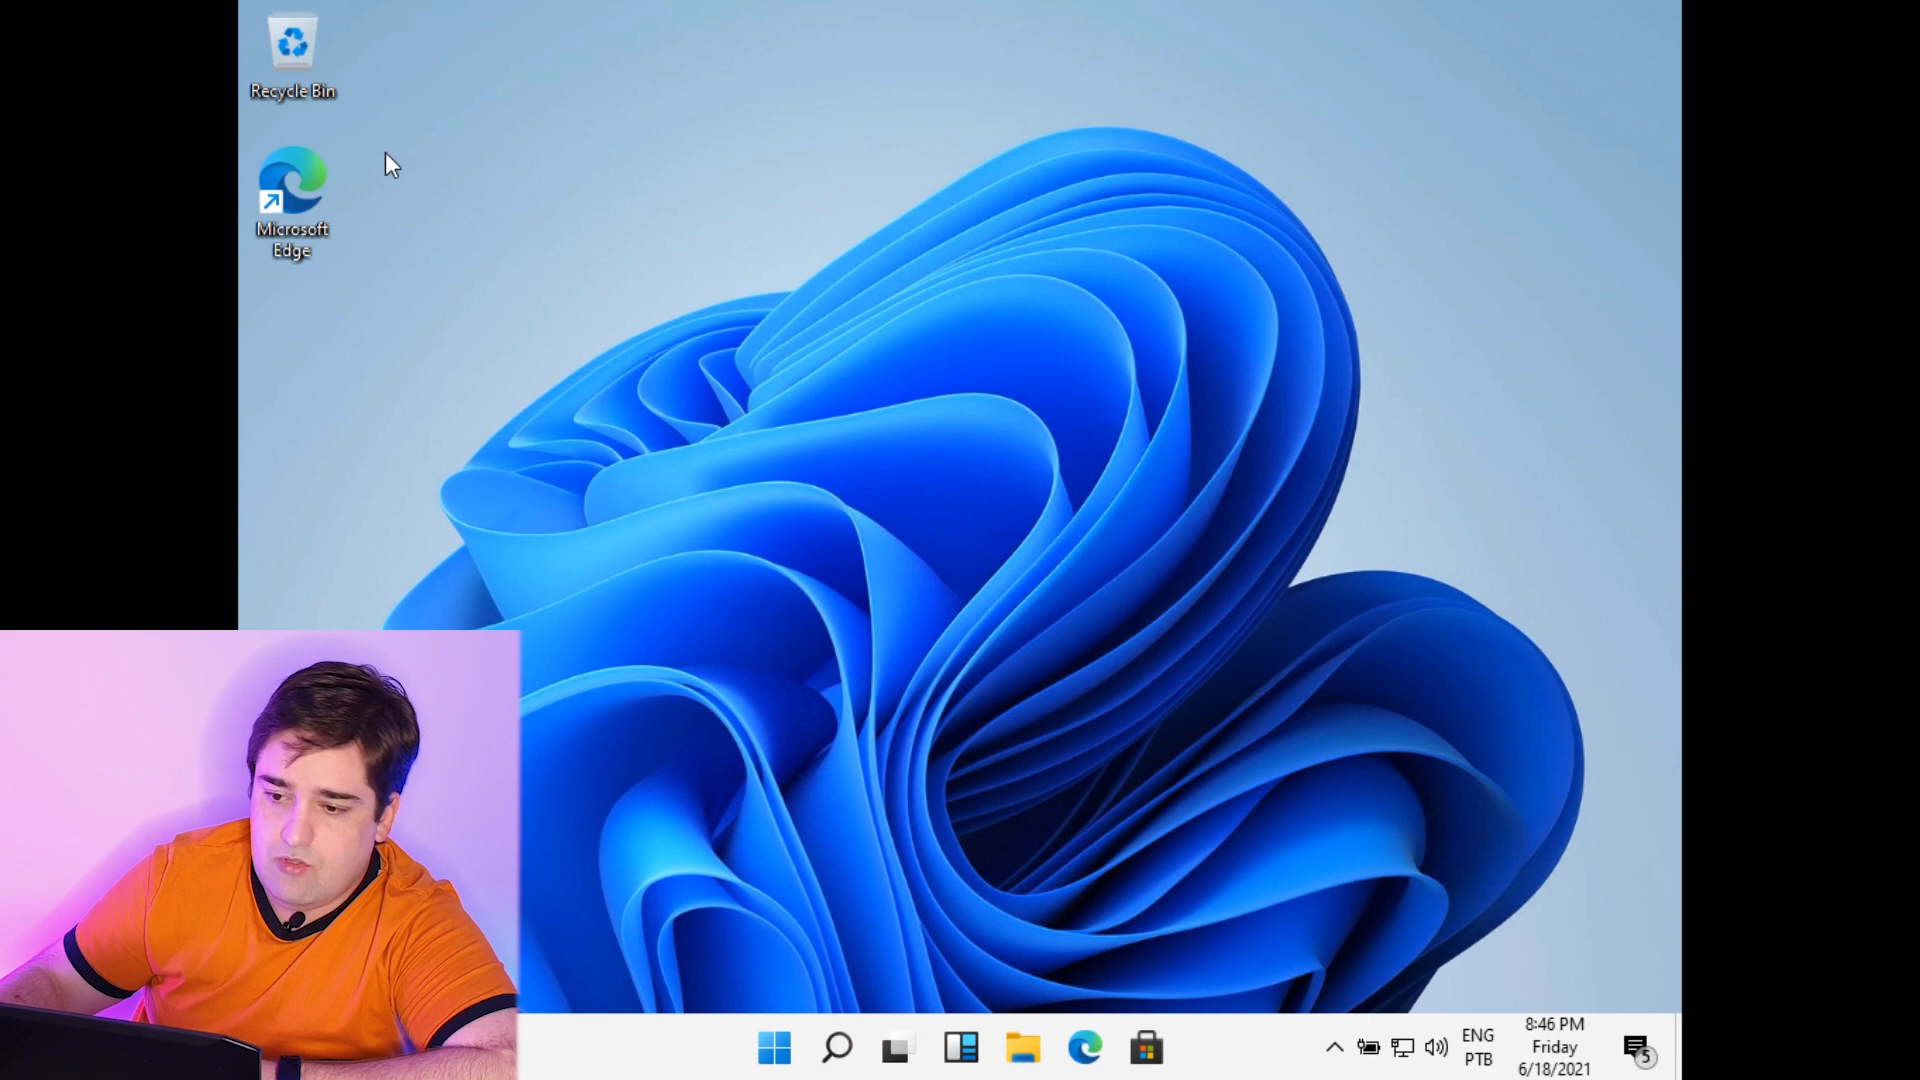 Recycle Bin
Microsoft
Edge
ENG
PTB
8:46 PM
Friday
6/18/2021
5